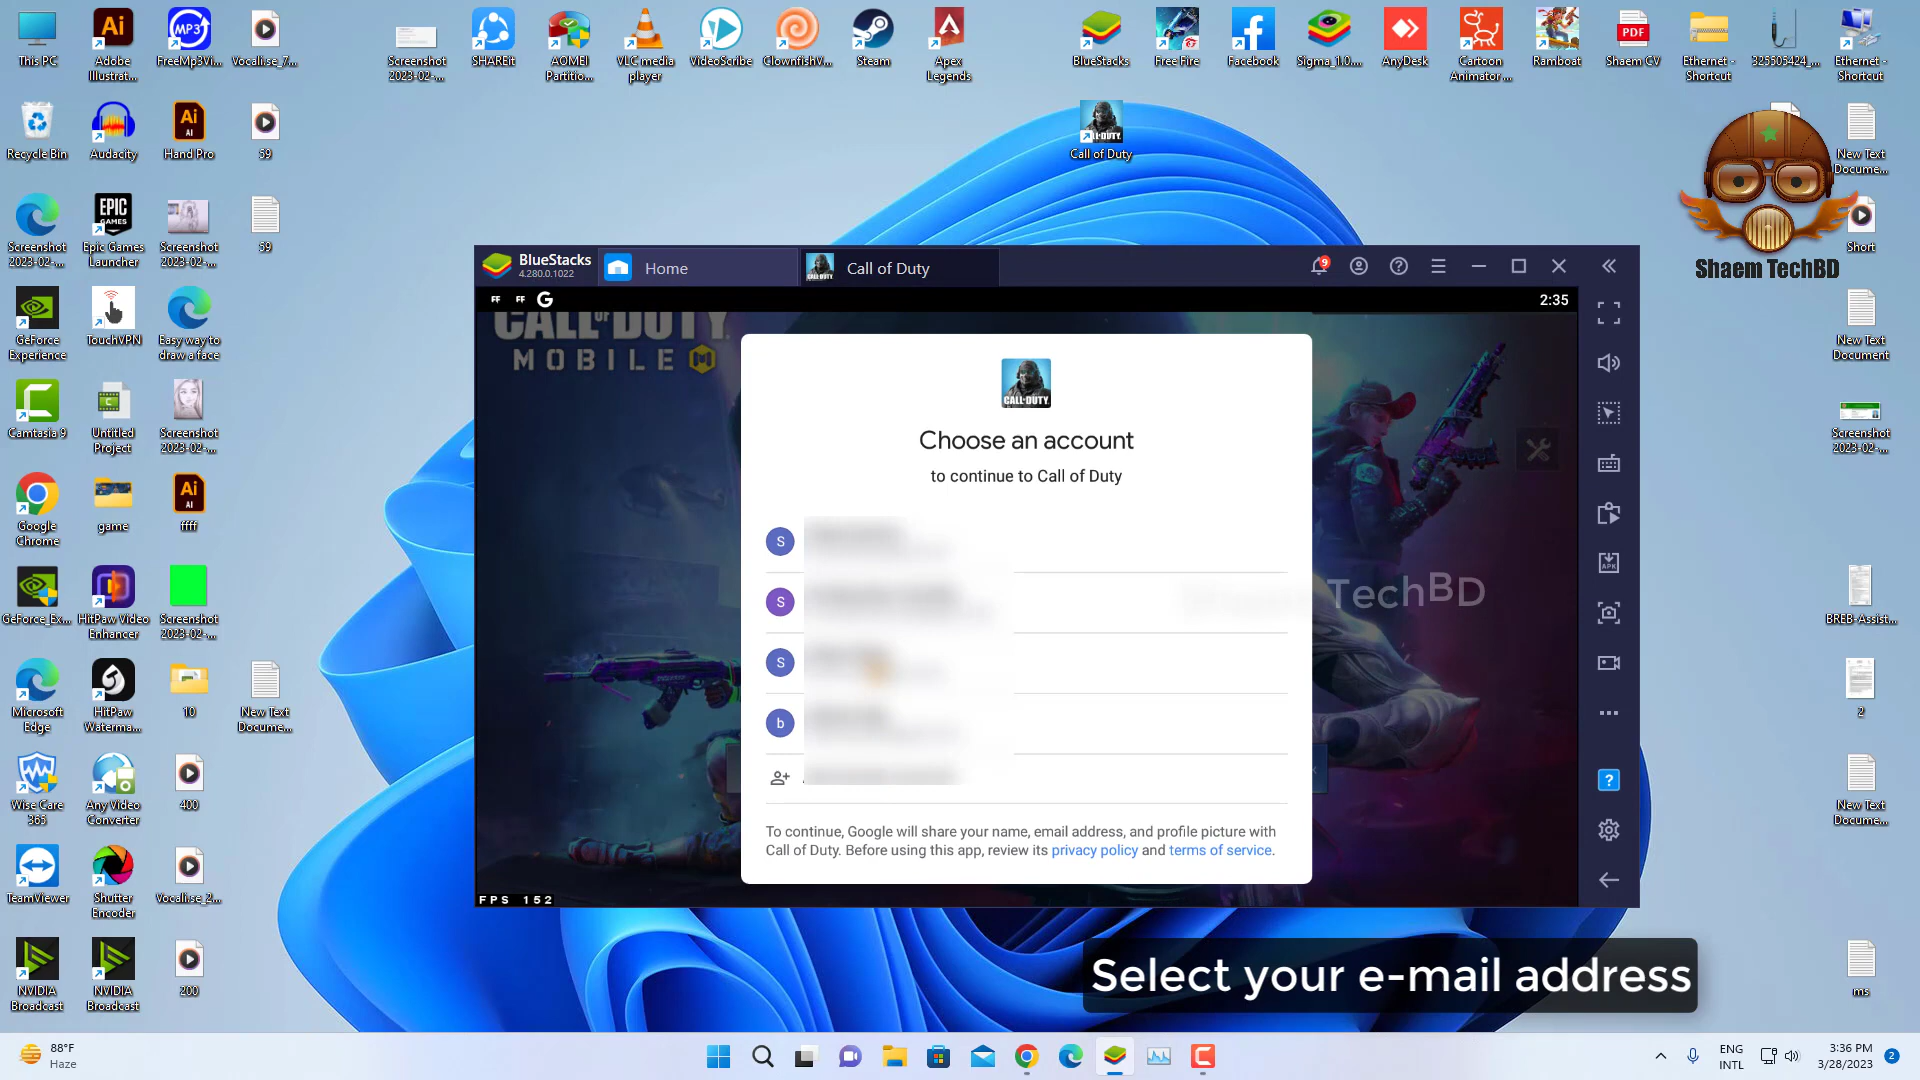 This PC
Adobe
Illustrat...
FreeMp3Vi...
Vocali.se_7...
Screenshot
2023-02-...
SHAREit
AOMEI
Partitio...
VLC media
player
VideoScribe
ClownfishV...
Steam
Apex
Legends
BlueStacks
Free Fire
Facebook
Sigma_1.0....
AnyDesk
Cartoon
Animator ...
Ramboat
Shaem CV
Ethernet -
Shortcut
325505424_...
Ethernet -
Shortcut
Recycle Bin
Audacity
Hand Pro
59
Call of Duty
New Text
Docume...
Screenshot
2023-02-...
Epic Games
Launcher
Screenshot
2023-02-...
59
Short
Shaem TechBD
BlueStacks
4.280.0.1022
Home
Call of Duty
9
2:35
GeForce
Experience
TouchVPN
Easy way to
draw a face
New Text
Document
CALL OF DUTY
MOBILE
CALL·DUTY
Choose an account
to continue to Call of Duty
S
S
S
b
TechBD
To continue, Google will share your name, email address, and profile picture with
Call of Duty. Before using this app, review its privacy policy and terms of service.
FPS 152
Camtasia 9
Untitled
Project
Screenshot
2023-02-...
Screenshot
2023-02-...
Google
Chrome
game
ffff
GeForce_Ex...
HitPaw Video
Enhancer
Screenshot
2023-02-...
BREB-Assist...
Microsoft
Edge
HitPaw
Waterma...
10
New Text
Docume...
2
Wise Care
365
Any Video
Converter
400
New Text
Docume...
TeamViewer
Shutter
Encoder
Vocali.se_2...
NVIDIA
Broadcast
NVIDIA
Broadcast
200
ms
Select your e-mail address
88°F
Haze
ENG
INTL
3:36 PM
3/28/2023
2